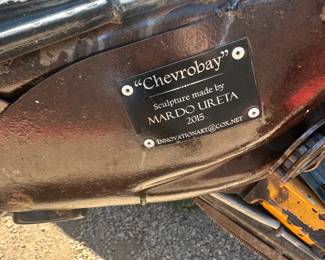 "Chevrobay"
Sculpture made by
MARDO URETA
2015
INNOVATIONART@COX.NET